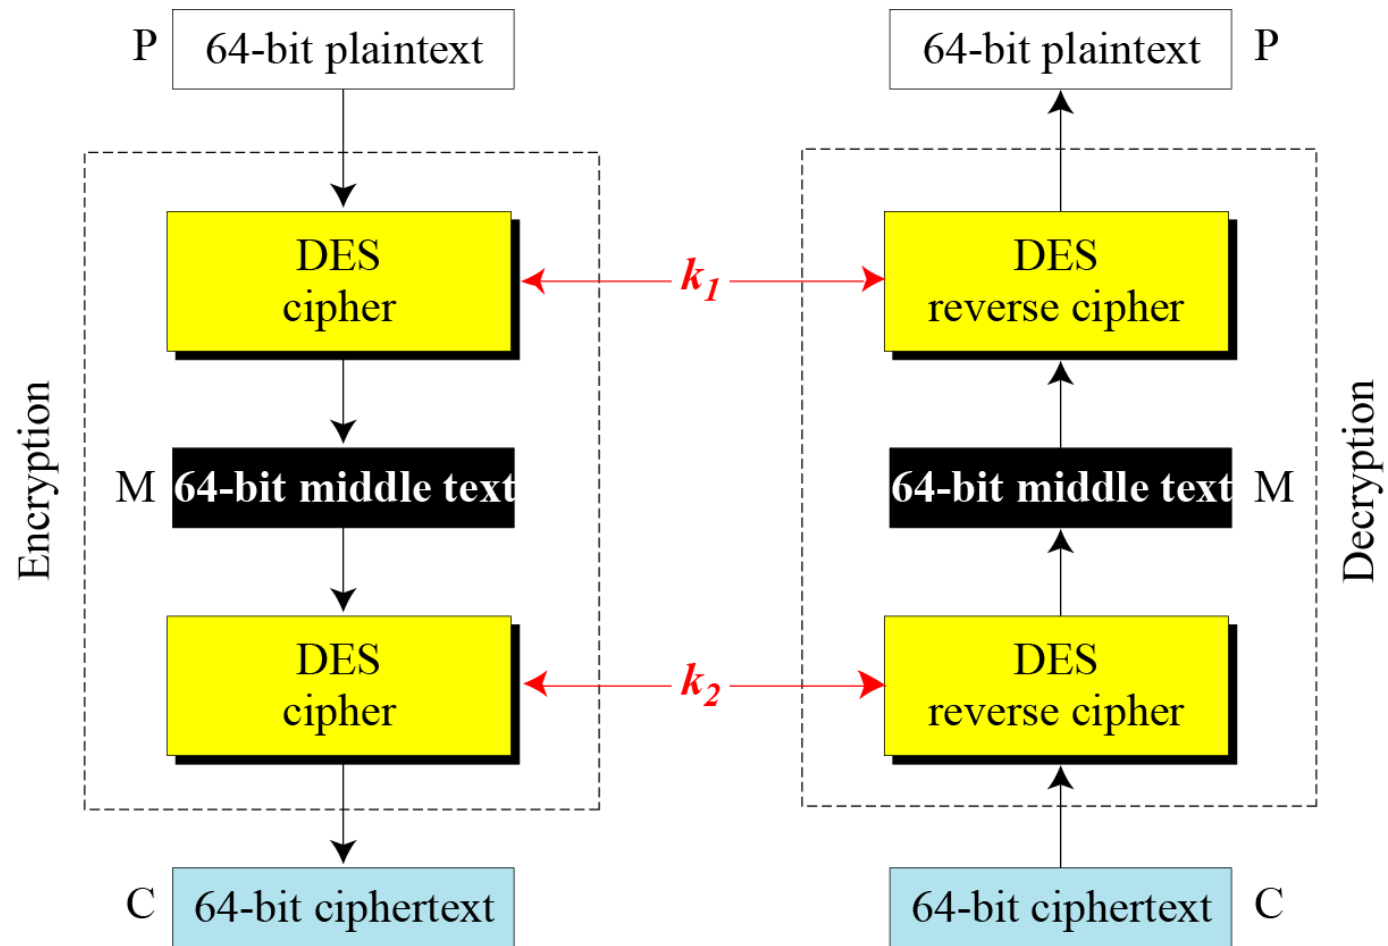 P 64-bit plaintext
64-bit plaintext P
DES
cipher
k1
DES
reverse cipher
Encryption
M 64-bit middle text
64-bit middle text M
Decryption
DES
cipher
k2
DES
reverse cipher
C 64-bit ciphertext
64-bit ciphertext C